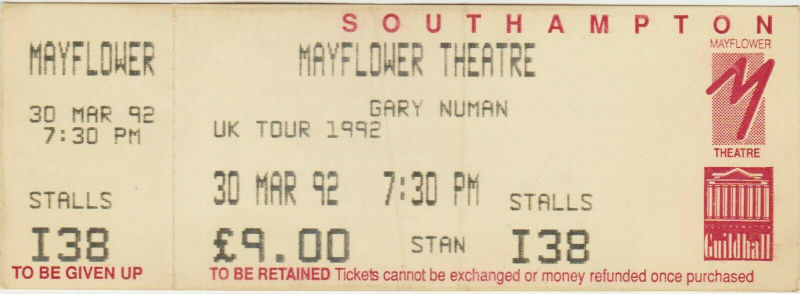 SOUTHAMPTON
MAYFLOWER
30 MAR 92
7:30 PM
STALLS
I38
TO BE GIVEN UP
MAYFLOWER THEATRE
GARY NUMAN
UK TOUR 1992
30 MAR 92 7:30 PM STALLS
£9.00 STAN I38
TO BE RETAINED Tickets cannot be exchanged or money refunded once purchased
MAYFLOWER
M
THEATRE
Guildhall